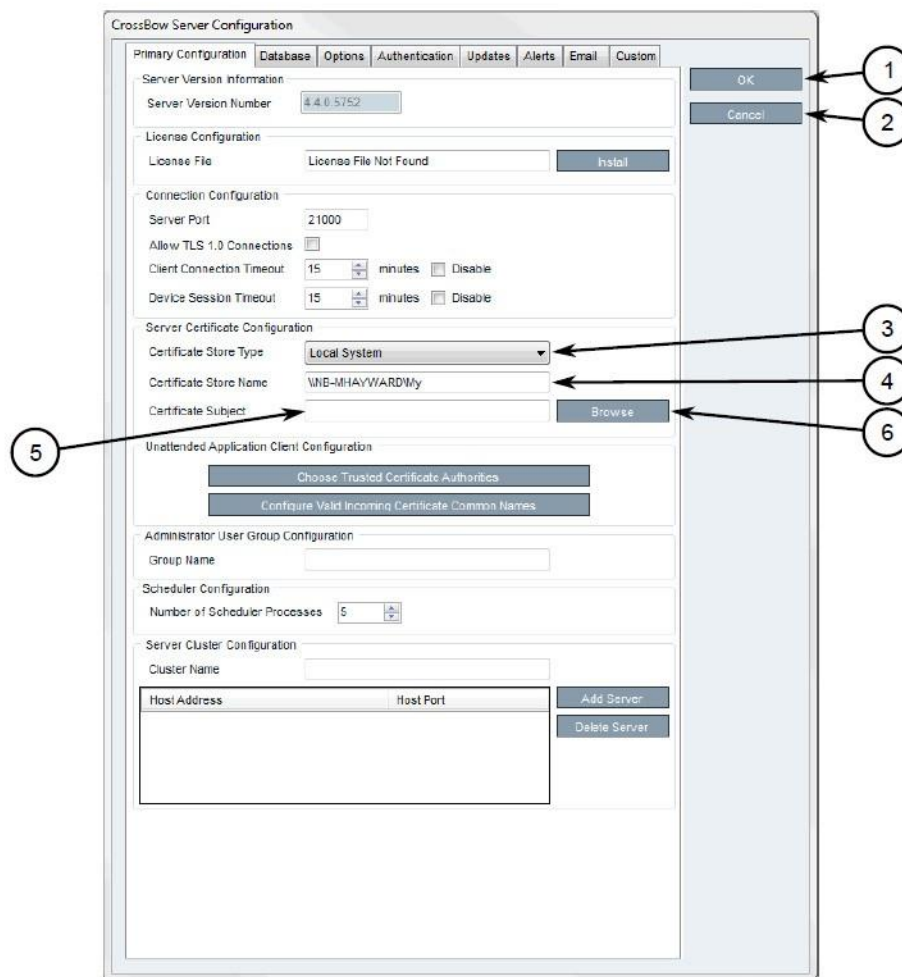 CrossBow Server Configuration
Primary Configuration Database Options Authentication Updates Alerts Email Custom
Server Version Information
Server Version Number 4.4.0.5752
OK
1
Cancel
2
License Configuration
License File License File Not Found Install
Connection Configuration
Server Port 21000
Allow TLS 1.0 Connections
Client Connection Timeout 15 minutes Disable
Device Session Timeout 15 minutes Disable
Server Certificate Configuration
Certificate Store Type Local System
3
Certificate Store Name \\NB-MHAYWARD\My
4
Certificate Subject Browse
5
6
Unattended Application Client Configuration
Choose Trusted Certificate Authorities
Configure Valid Incoming Certificate Common Names
Administrator User Group Configuration
Group Name
Scheduler Configuration
Number of Scheduler Processes 5
Server Cluster Configuration
Cluster Name
Host Address Host Port
Add Server
Delete Server